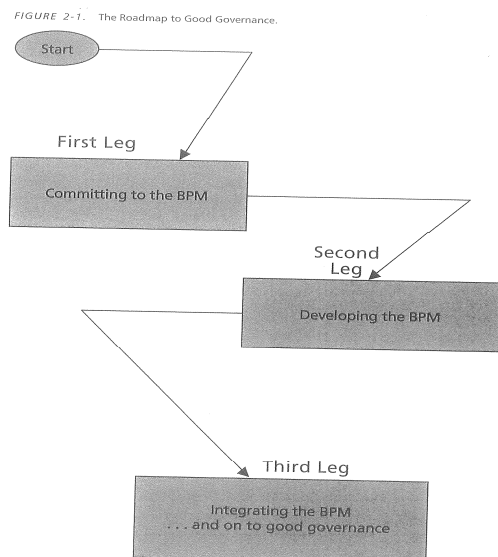 FIGURE 2-1. The Roadmap to Good Governance.
Start
First Leg
Committing to the BPM
Second
Leg
Developing the BPM
Third Leg
Integrating the BPM
...and on to good governance